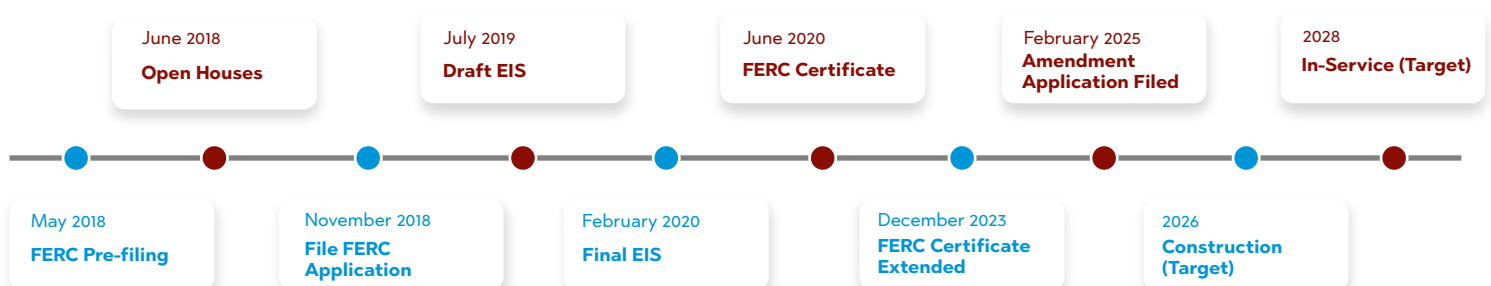 June 2018
Open Houses
July 2019
Draft EIS
June 2020
FERC Certificate
February 2025
Amendment
Application Filed
2028
In-Service (Target)
May 2018
FERC Pre-filing
November 2018
File FERC
Application
February 2020
Final EIS
December 2023
FERC Certificate
Extended
2026
Construction
(Target)